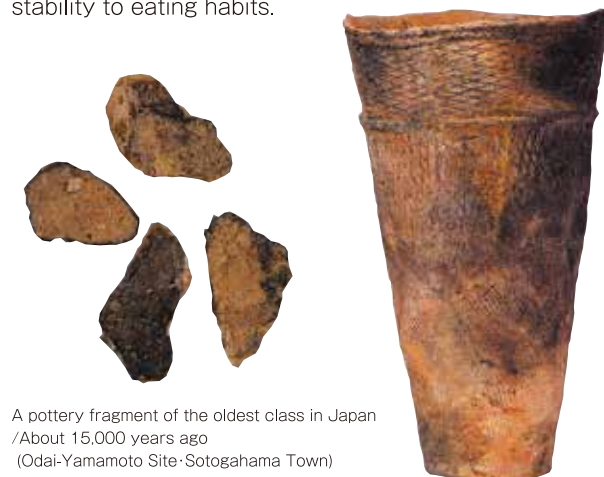 stability to eating habits.
A pottery fragment of the oldest class in Japan
/About 15,000 years ago
(Odai-Yamamoto Site･Sotogahama Town)